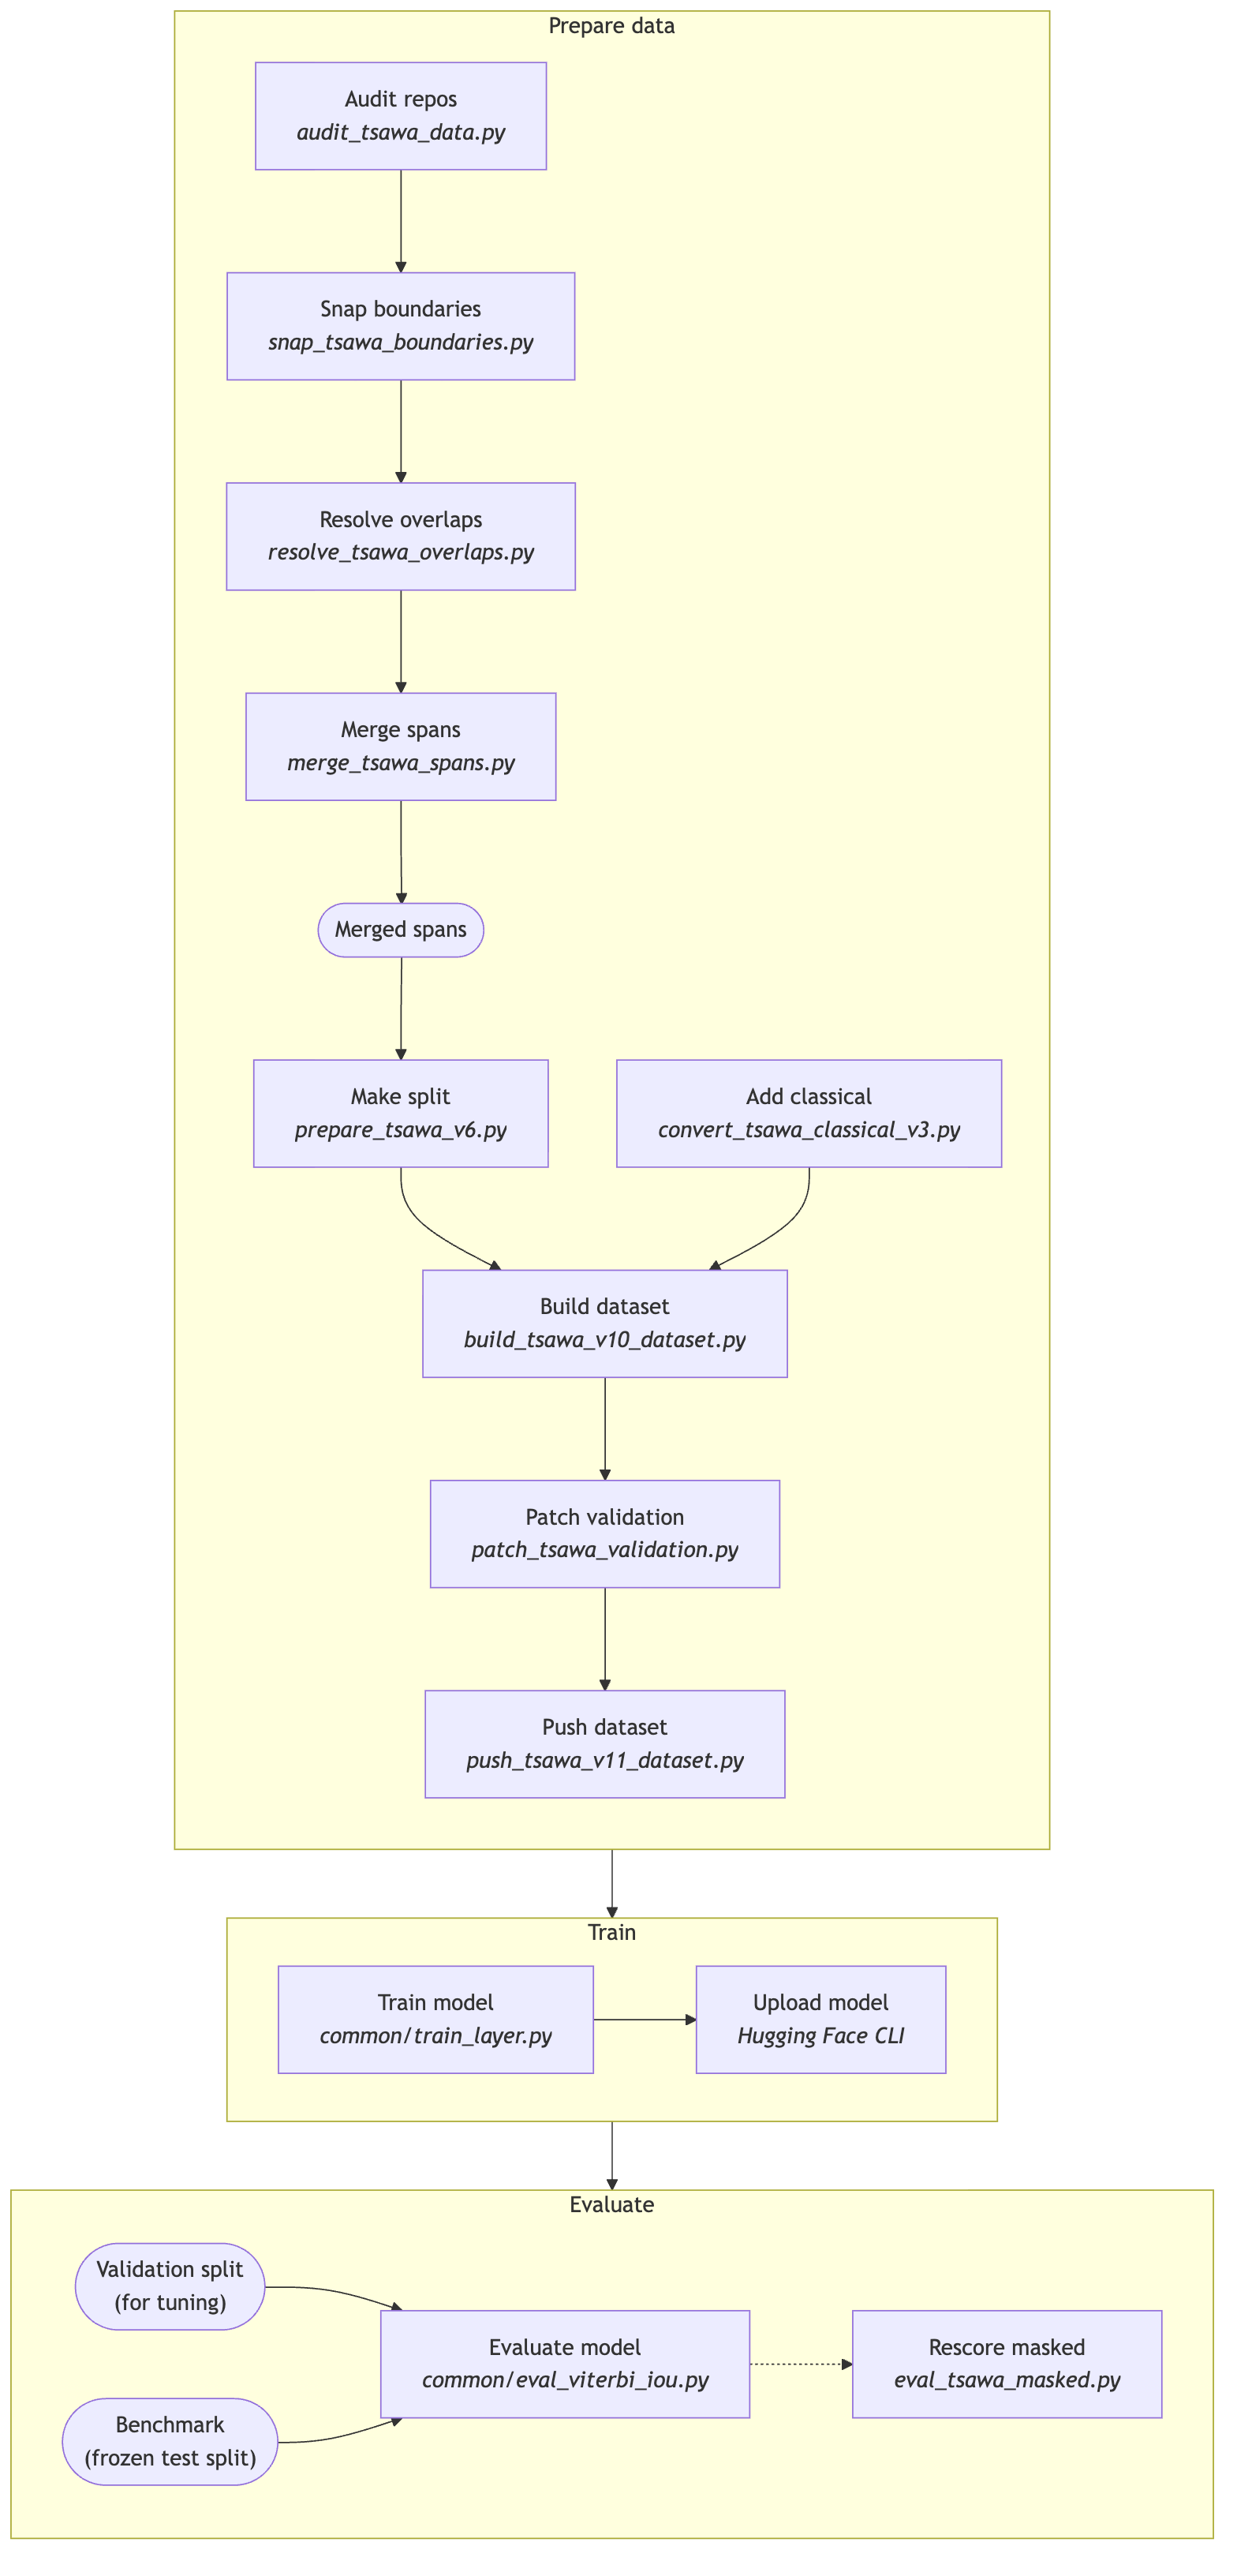 Prepare data
Audit repos
audit_tsawa_data.py
Snap boundaries
snap_tsawa_boundaries.py
Resolve overlaps
resolve_tsawa_overlaps.py
Merge spans
merge_tsawa_spans.py
Merged spans
Make split
prepare_tsawa_v6.py
Add classical
convert_tsawa_classical_v3.py
Build dataset
build_tsawa_v10_dataset.py
Patch validation
patch_tsawa_validation.py
Push dataset
push_tsawa_v11_dataset.py
Train
Train model
common/train_layer.py
Upload model
Hugging Face CLI
Evaluate
Validation split
(for tuning)
Benchmark
(frozen test split)
Evaluate model
common/eval_viterbi_iou.py
Rescore masked
eval_tsawa_masked.py